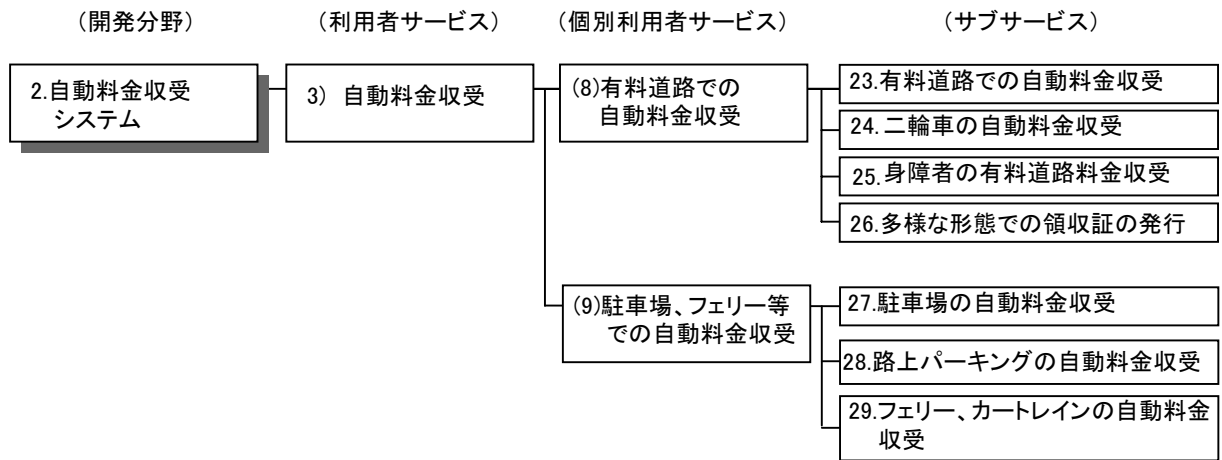 （開発分野）
（利用者サービス）
（個別利用者サービス）
（サブサービス）
2.自動料金収受
システム
3) 自動料金収受
(8)有料道路での
自動料金収受
23.有料道路での自動料金収受
24.二輪車の自動料金収受
25.身障者の有料道路料金収受
26.多様な形態での領収証の発行
(9)駐車場、フェリー等
での自動料金収受
27.駐車場の自動料金収受
28.路上パーキングの自動料金収受
29.フェリー、カートレインの自動料金
収受